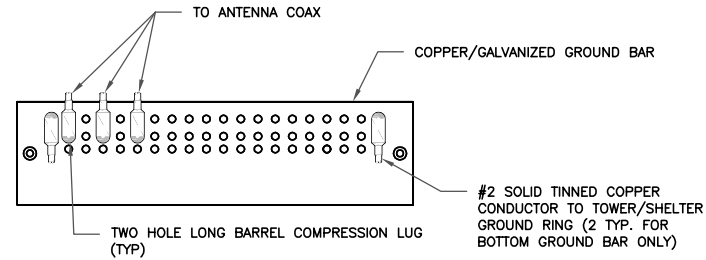 TO ANTENNA COAX
COPPER/GALVANIZED GROUND BAR
#2 SOLID TINNED COPPER
CONDUCTOR TO TOWER/SHELTER
GROUND RING (2 TYP. FOR
BOTTOM GROUND BAR ONLY)
TWO HOLE LONG BARREL COMPRESSION LUG
(TYP)